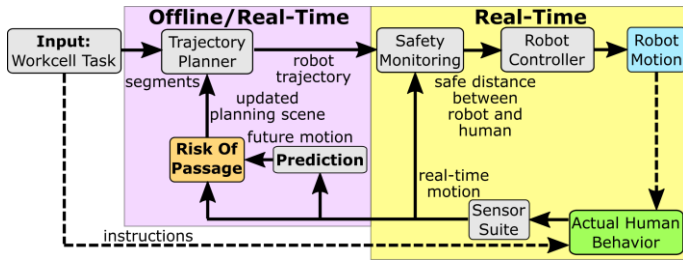 Offline/Real-Time
Real-Time
Input:
Workcell Task
Trajectory
Planner
Safety
Monitoring
Robot
Controller
Robot
Motion
segments
robot
trajectory
safe distance
between
robot and
human
updated
planning scene
future motion
Risk Of
Passage
Prediction
real-time
motion
Sensor
Suite
Actual Human
Behavior
instructions